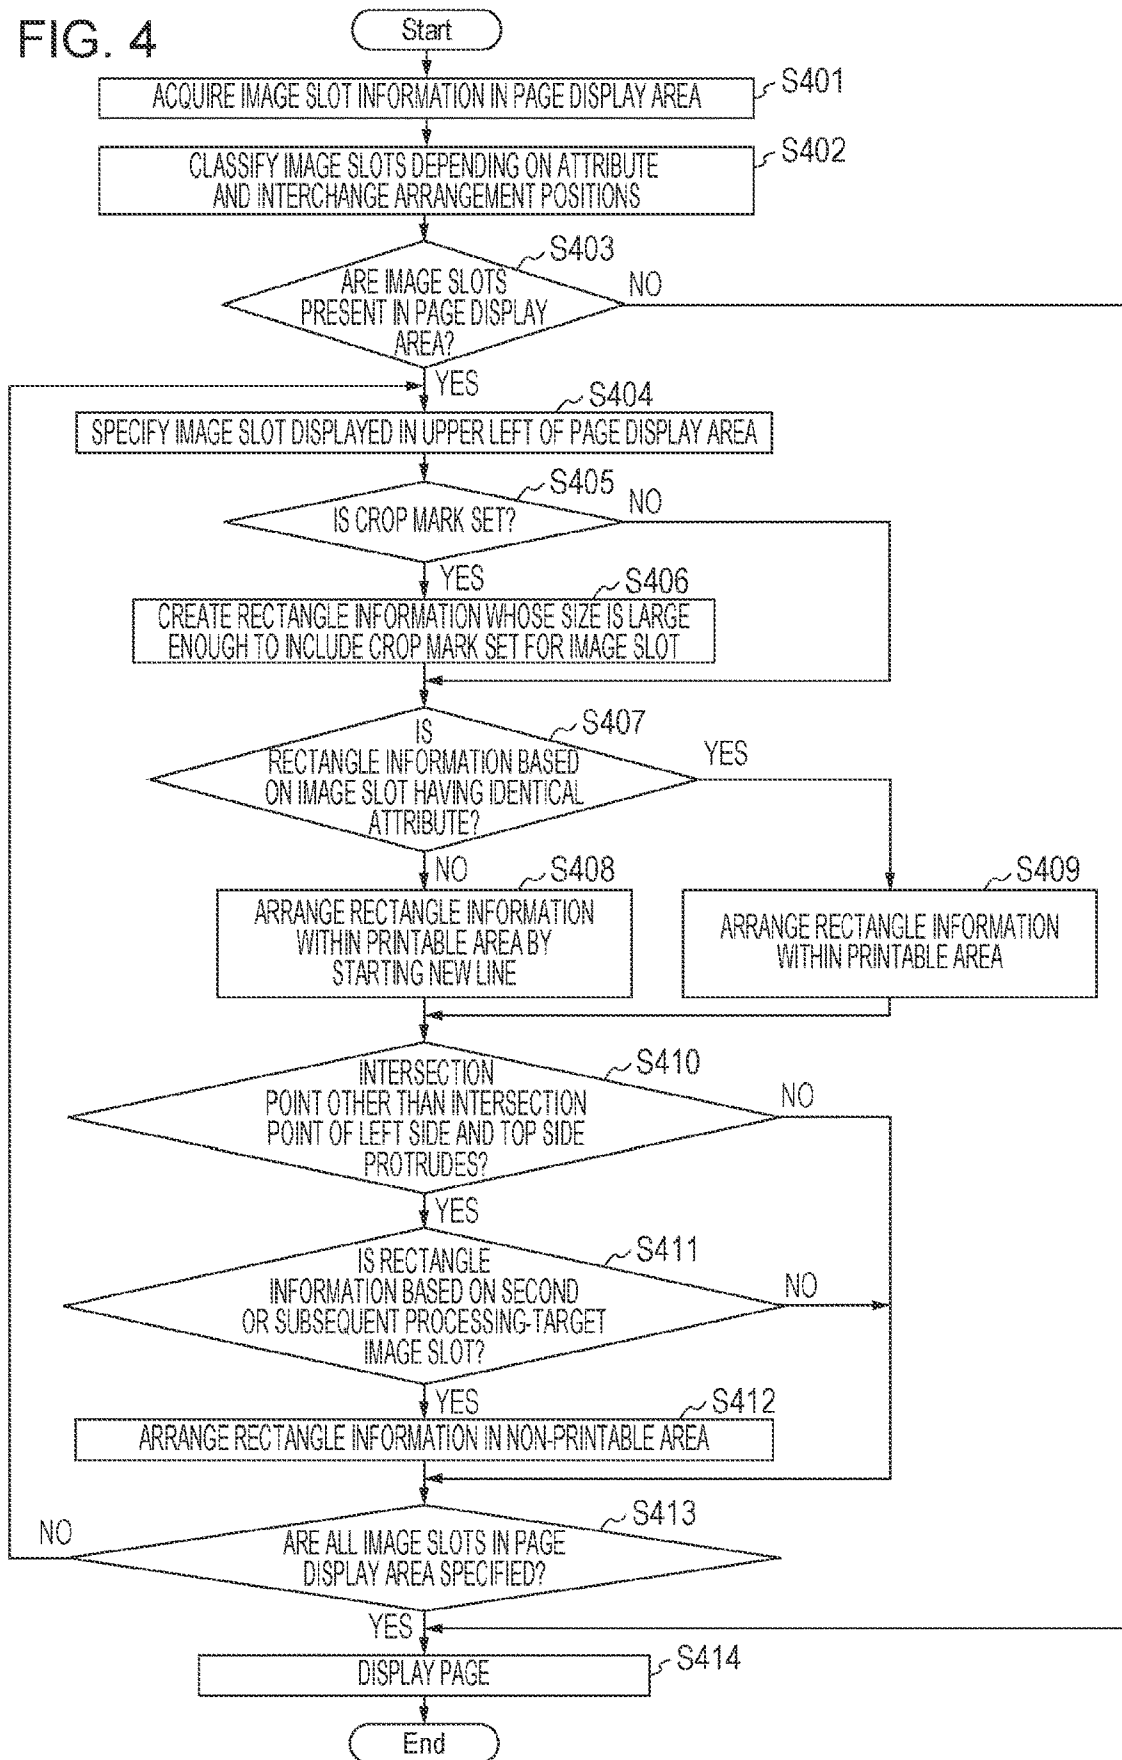 FIG. 4
Start
ACQUIRE IMAGE SLOT INFORMATION IN PAGE DISPLAY AREA
S401
CLASSIFY IMAGE SLOTS DEPENDING ON ATTRIBUTE
AND INTERCHANGE ARRANGEMENT POSITIONS
S402
S403
ARE IMAGE SLOTS
PRESENT IN PAGE DISPLAY
AREA?
NO
YES
S404
SPECIFY IMAGE SLOT DISPLAYED IN UPPER LEFT OF PAGE DISPLAY AREA
S405
IS CROP MARK SET?
NO
YES
S406
CREATE RECTANGLE INFORMATION WHOSE SIZE IS LARGE
ENOUGH TO INCLUDE CROP MARK SET FOR IMAGE SLOT
S407
IS
RECTANGLE INFORMATION BASED
ON IMAGE SLOT HAVING IDENTICAL
ATTRIBUTE?
YES
NO
S408
ARRANGE RECTANGLE INFORMATION
WITHIN PRINTABLE AREA BY
STARTING NEW LINE
S409
ARRANGE RECTANGLE INFORMATION
WITHIN PRINTABLE AREA
S410
INTERSECTION
POINT OTHER THAN INTERSECTION
POINT OF LEFT SIDE AND TOP SIDE
PROTRUDES?
NO
YES
S411
IS RECTANGLE
INFORMATION BASED ON SECOND
OR SUBSEQUENT PROCESSING-TARGET
IMAGE SLOT?
NO
YES
S412
ARRANGE RECTANGLE INFORMATION IN NON-PRINTABLE AREA
S413
NO
ARE ALL IMAGE SLOTS IN PAGE
DISPLAY AREA SPECIFIED?
YES
DISPLAY PAGE
S414
End